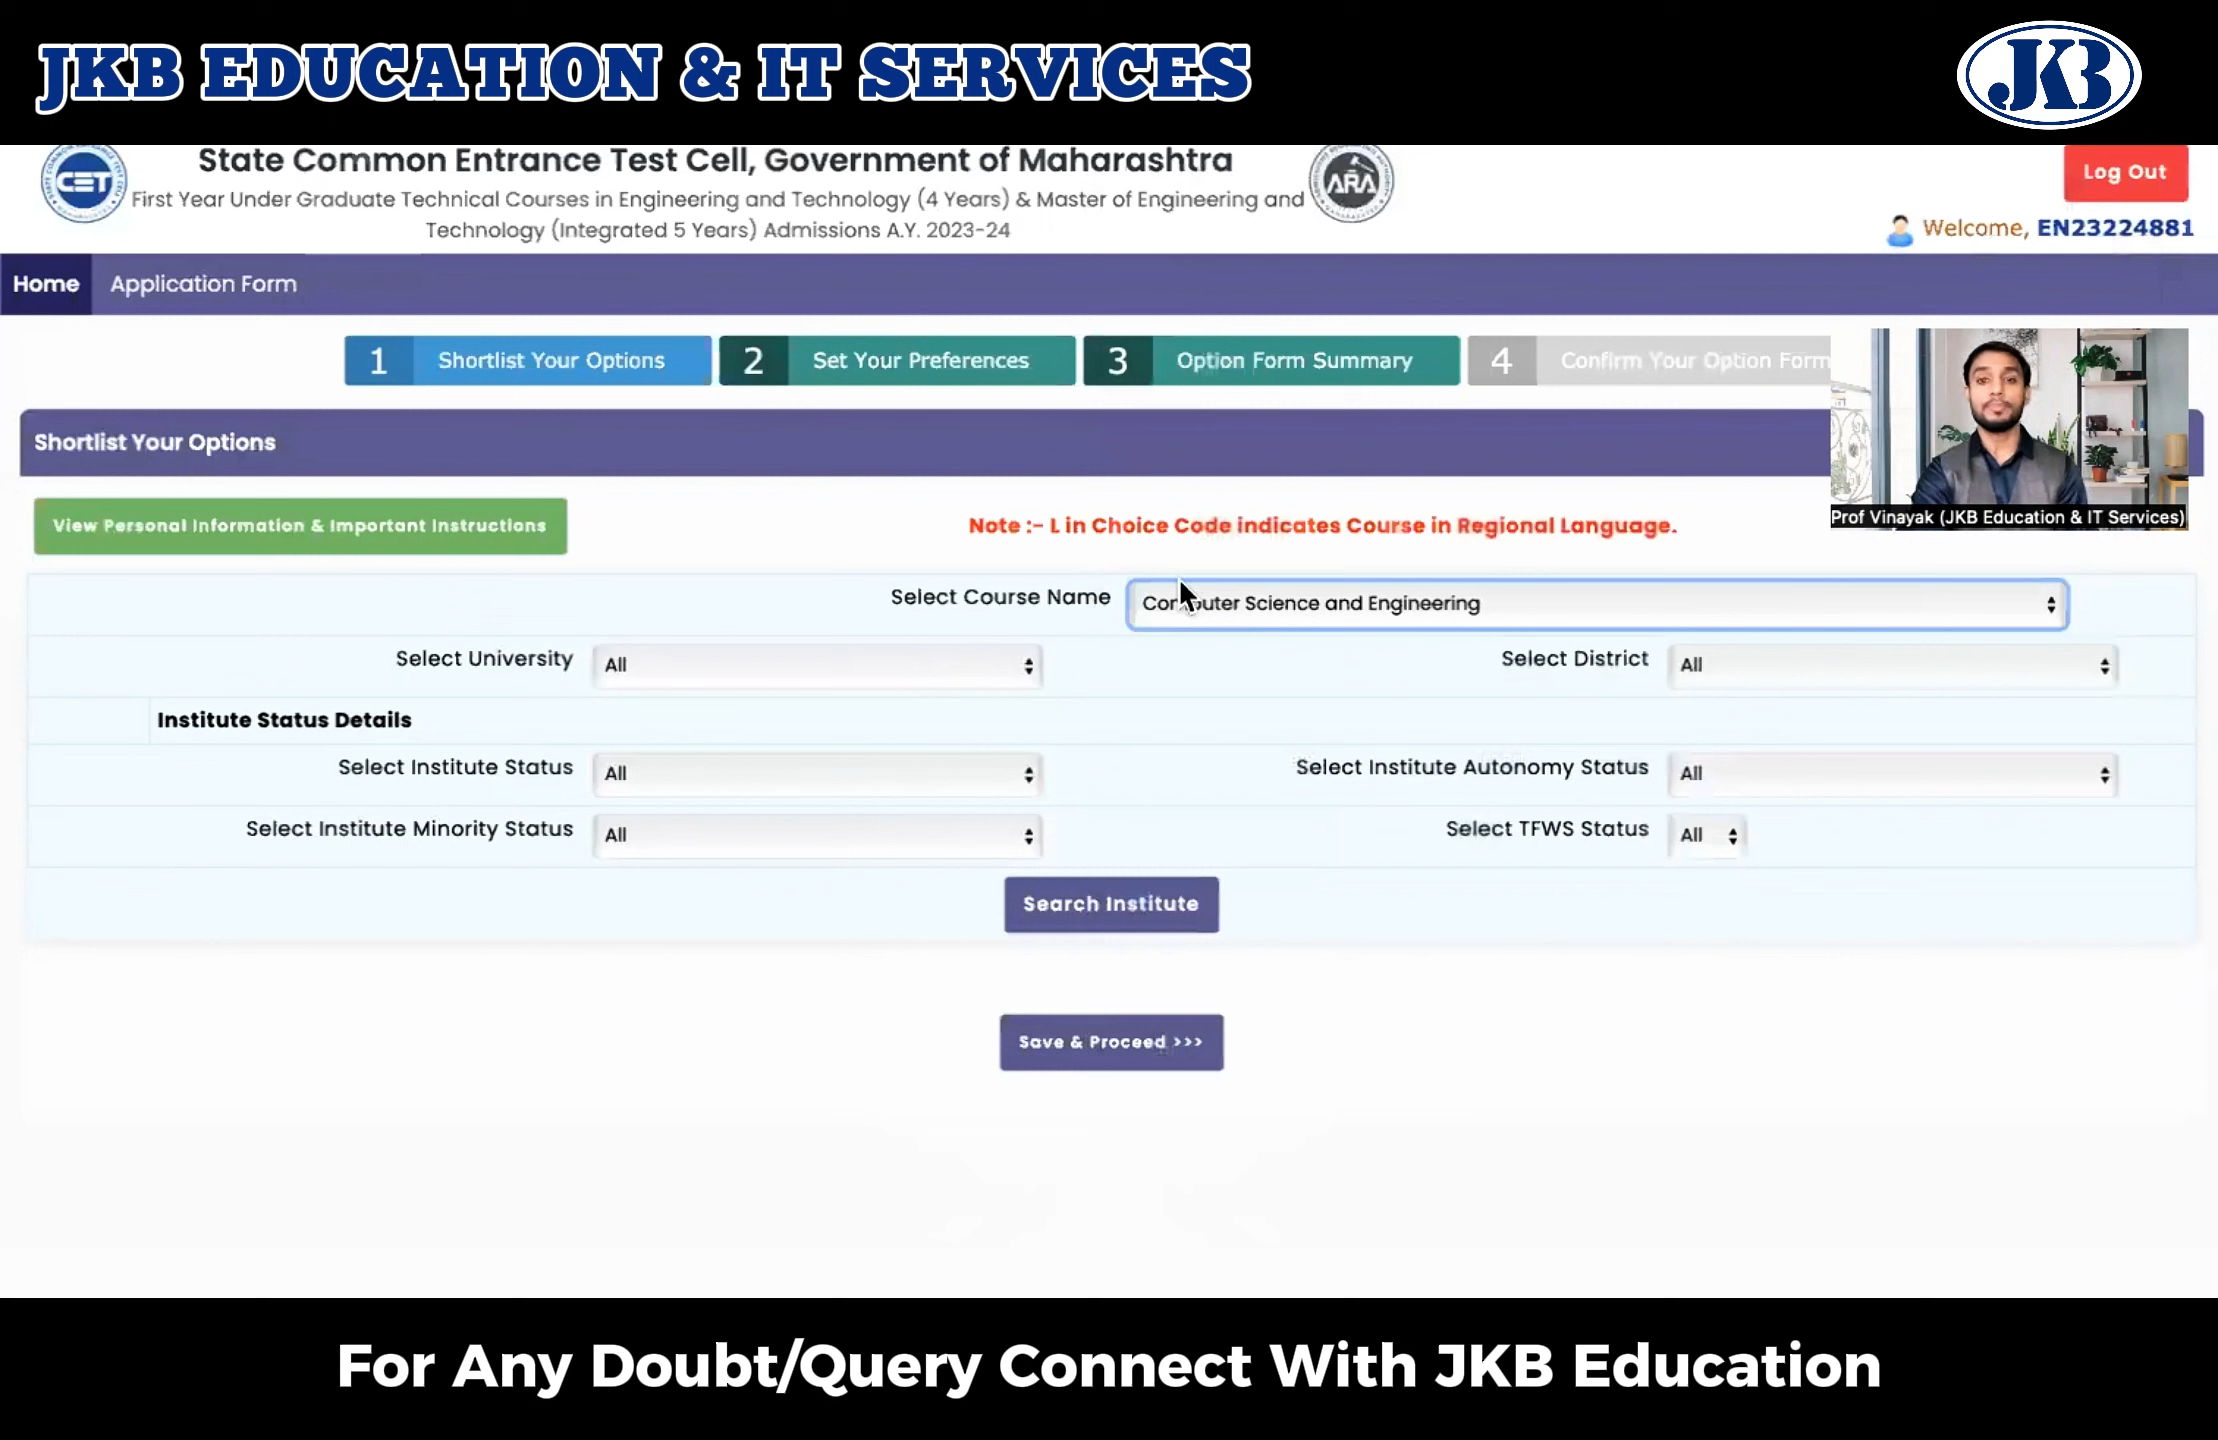 JKB EDUCATION & IT SERVICES
JKB
State Common Entrance Test Cell, Government of Maharashtra
CET
ARA
Log Out
First Year Under Graduate Technical Courses in Engineering and Technology (4 Years) & Master of Engineering and
Technology (Integrated 5 Years) Admissions A.Y. 2023-24
Welcome, EN23224881
Home
Application Form
1 Shortlist Your Options
2 Set Your Preferences
3 Option Form Summary
4 Confirm Your Option Form
Shortlist Your Options
View Personal Information & Important Instructions
Note :- L in Choice Code indicates Course in Regional Language.
Prof Vinayak (JKB Education & IT Services)
Select Course Name
Computer Science and Engineering
Select University
All
Select District
All
Institute Status Details
Select Institute Status
All
Select Institute Autonomy Status
All
Select Institute Minority Status
All
Select TFWS Status
All
Search Institute
Save & Proceed >>>
For Any Doubt/Query Connect With JKB Education